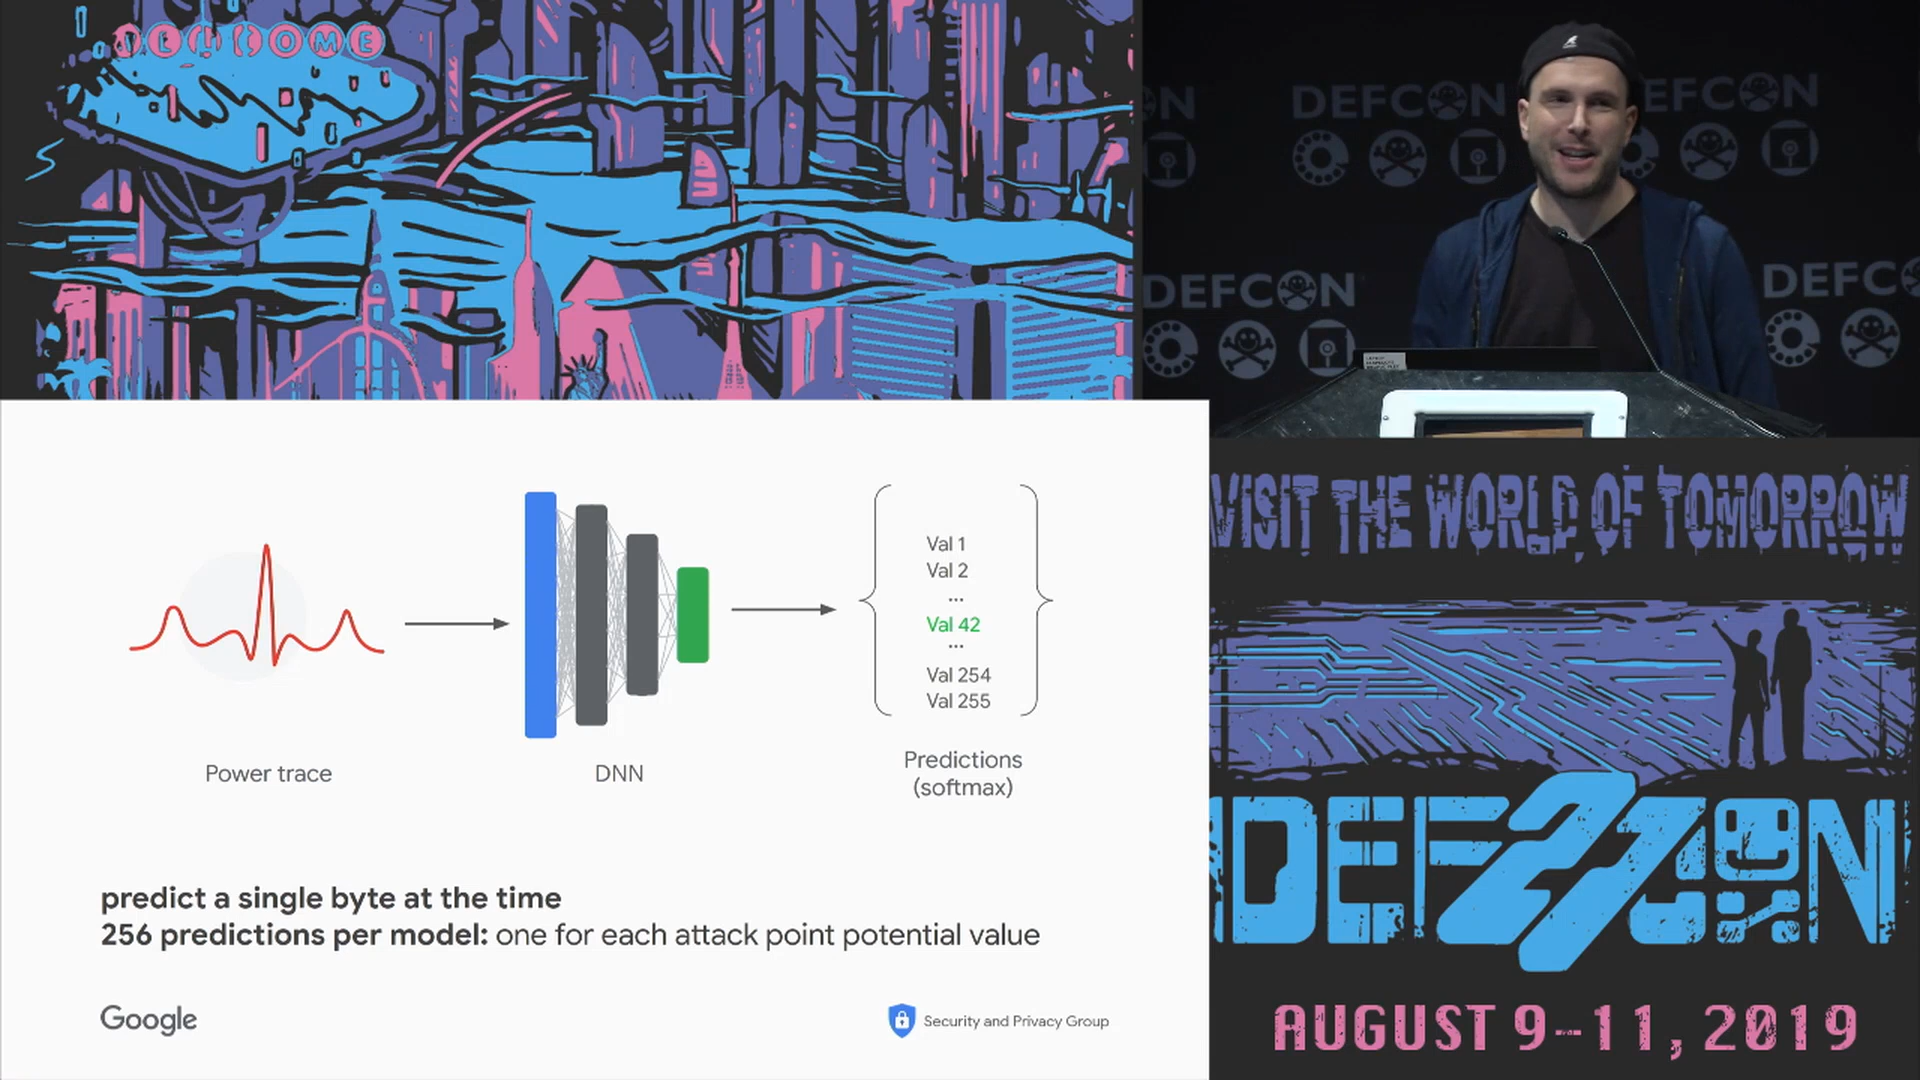 WELCOME
DEFCON
DEFCON
DEFCON
DEFCON
Val 1
Val 2
...
Val 42
...
Val 254
Val 255
Power trace
DNN
Predictions
(softmax)
predict a single byte at the time
256 predictions per model: one for each attack point potential value
Google
Security and Privacy Group
VISIT THE WORLD OF TOMORROW
DEF 27 CON
AUGUST 9-11, 2019